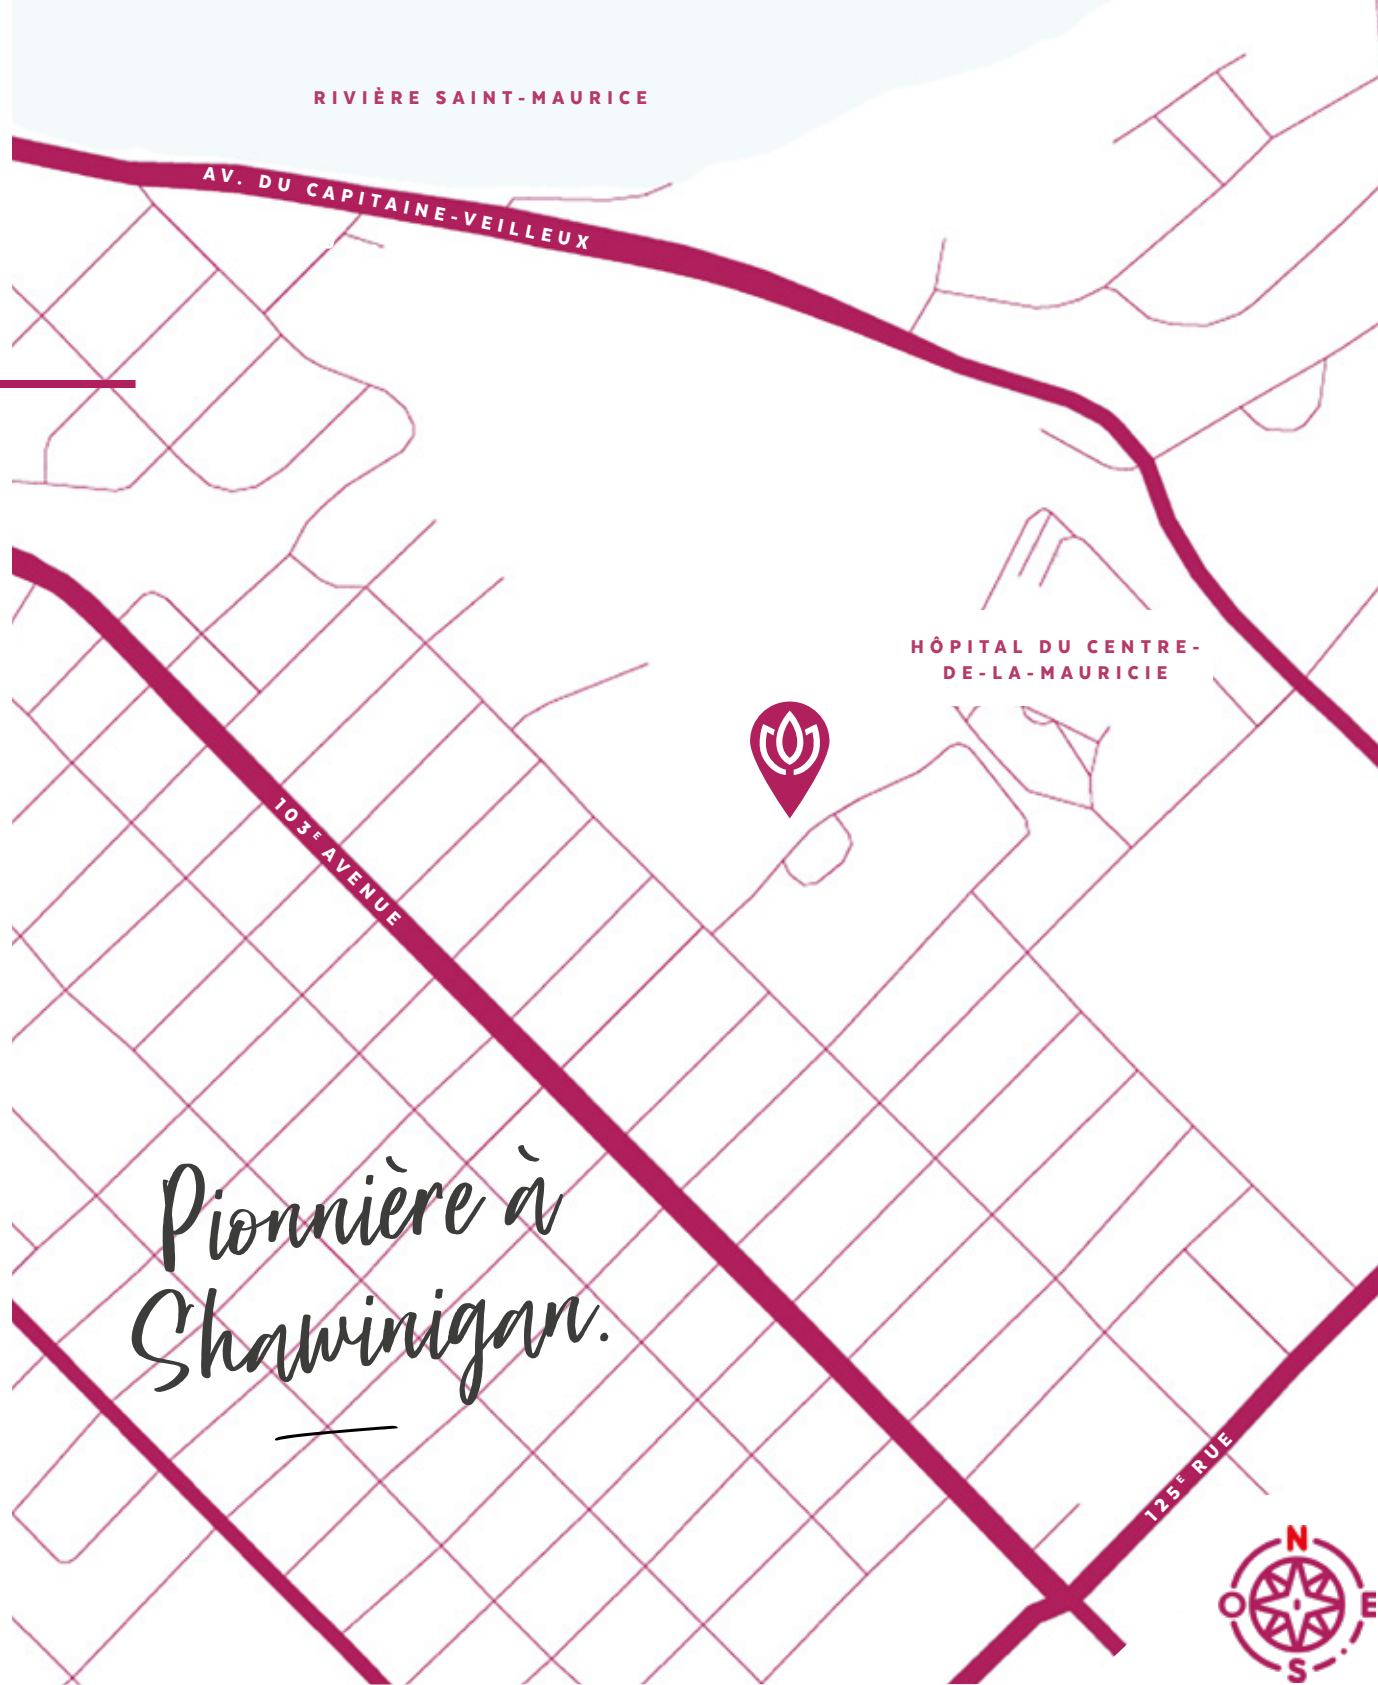 RIVIÈRE SAINT-MAURICE
AV. DU CAPITAINE-VEILLEUX
HÔPITAL DU CENTRE-
DE-LA-MAURICIE
103E AVENUE
Pionnière à
Shawinigan.
125E RUE
N
O E
S